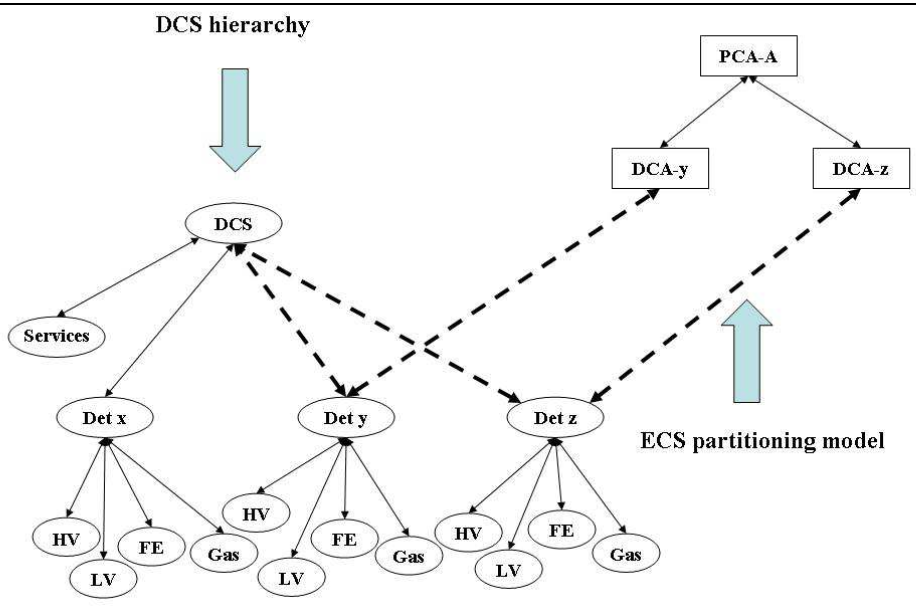 DCS hierarchy
PCA-A
DCA-y
DCA-z
DCS
Services
Det x
Det y
Det z
ECS partitioning model
HV
LV
FE
Gas
HV
LV
FE
Gas
HV
LV
FE
Gas